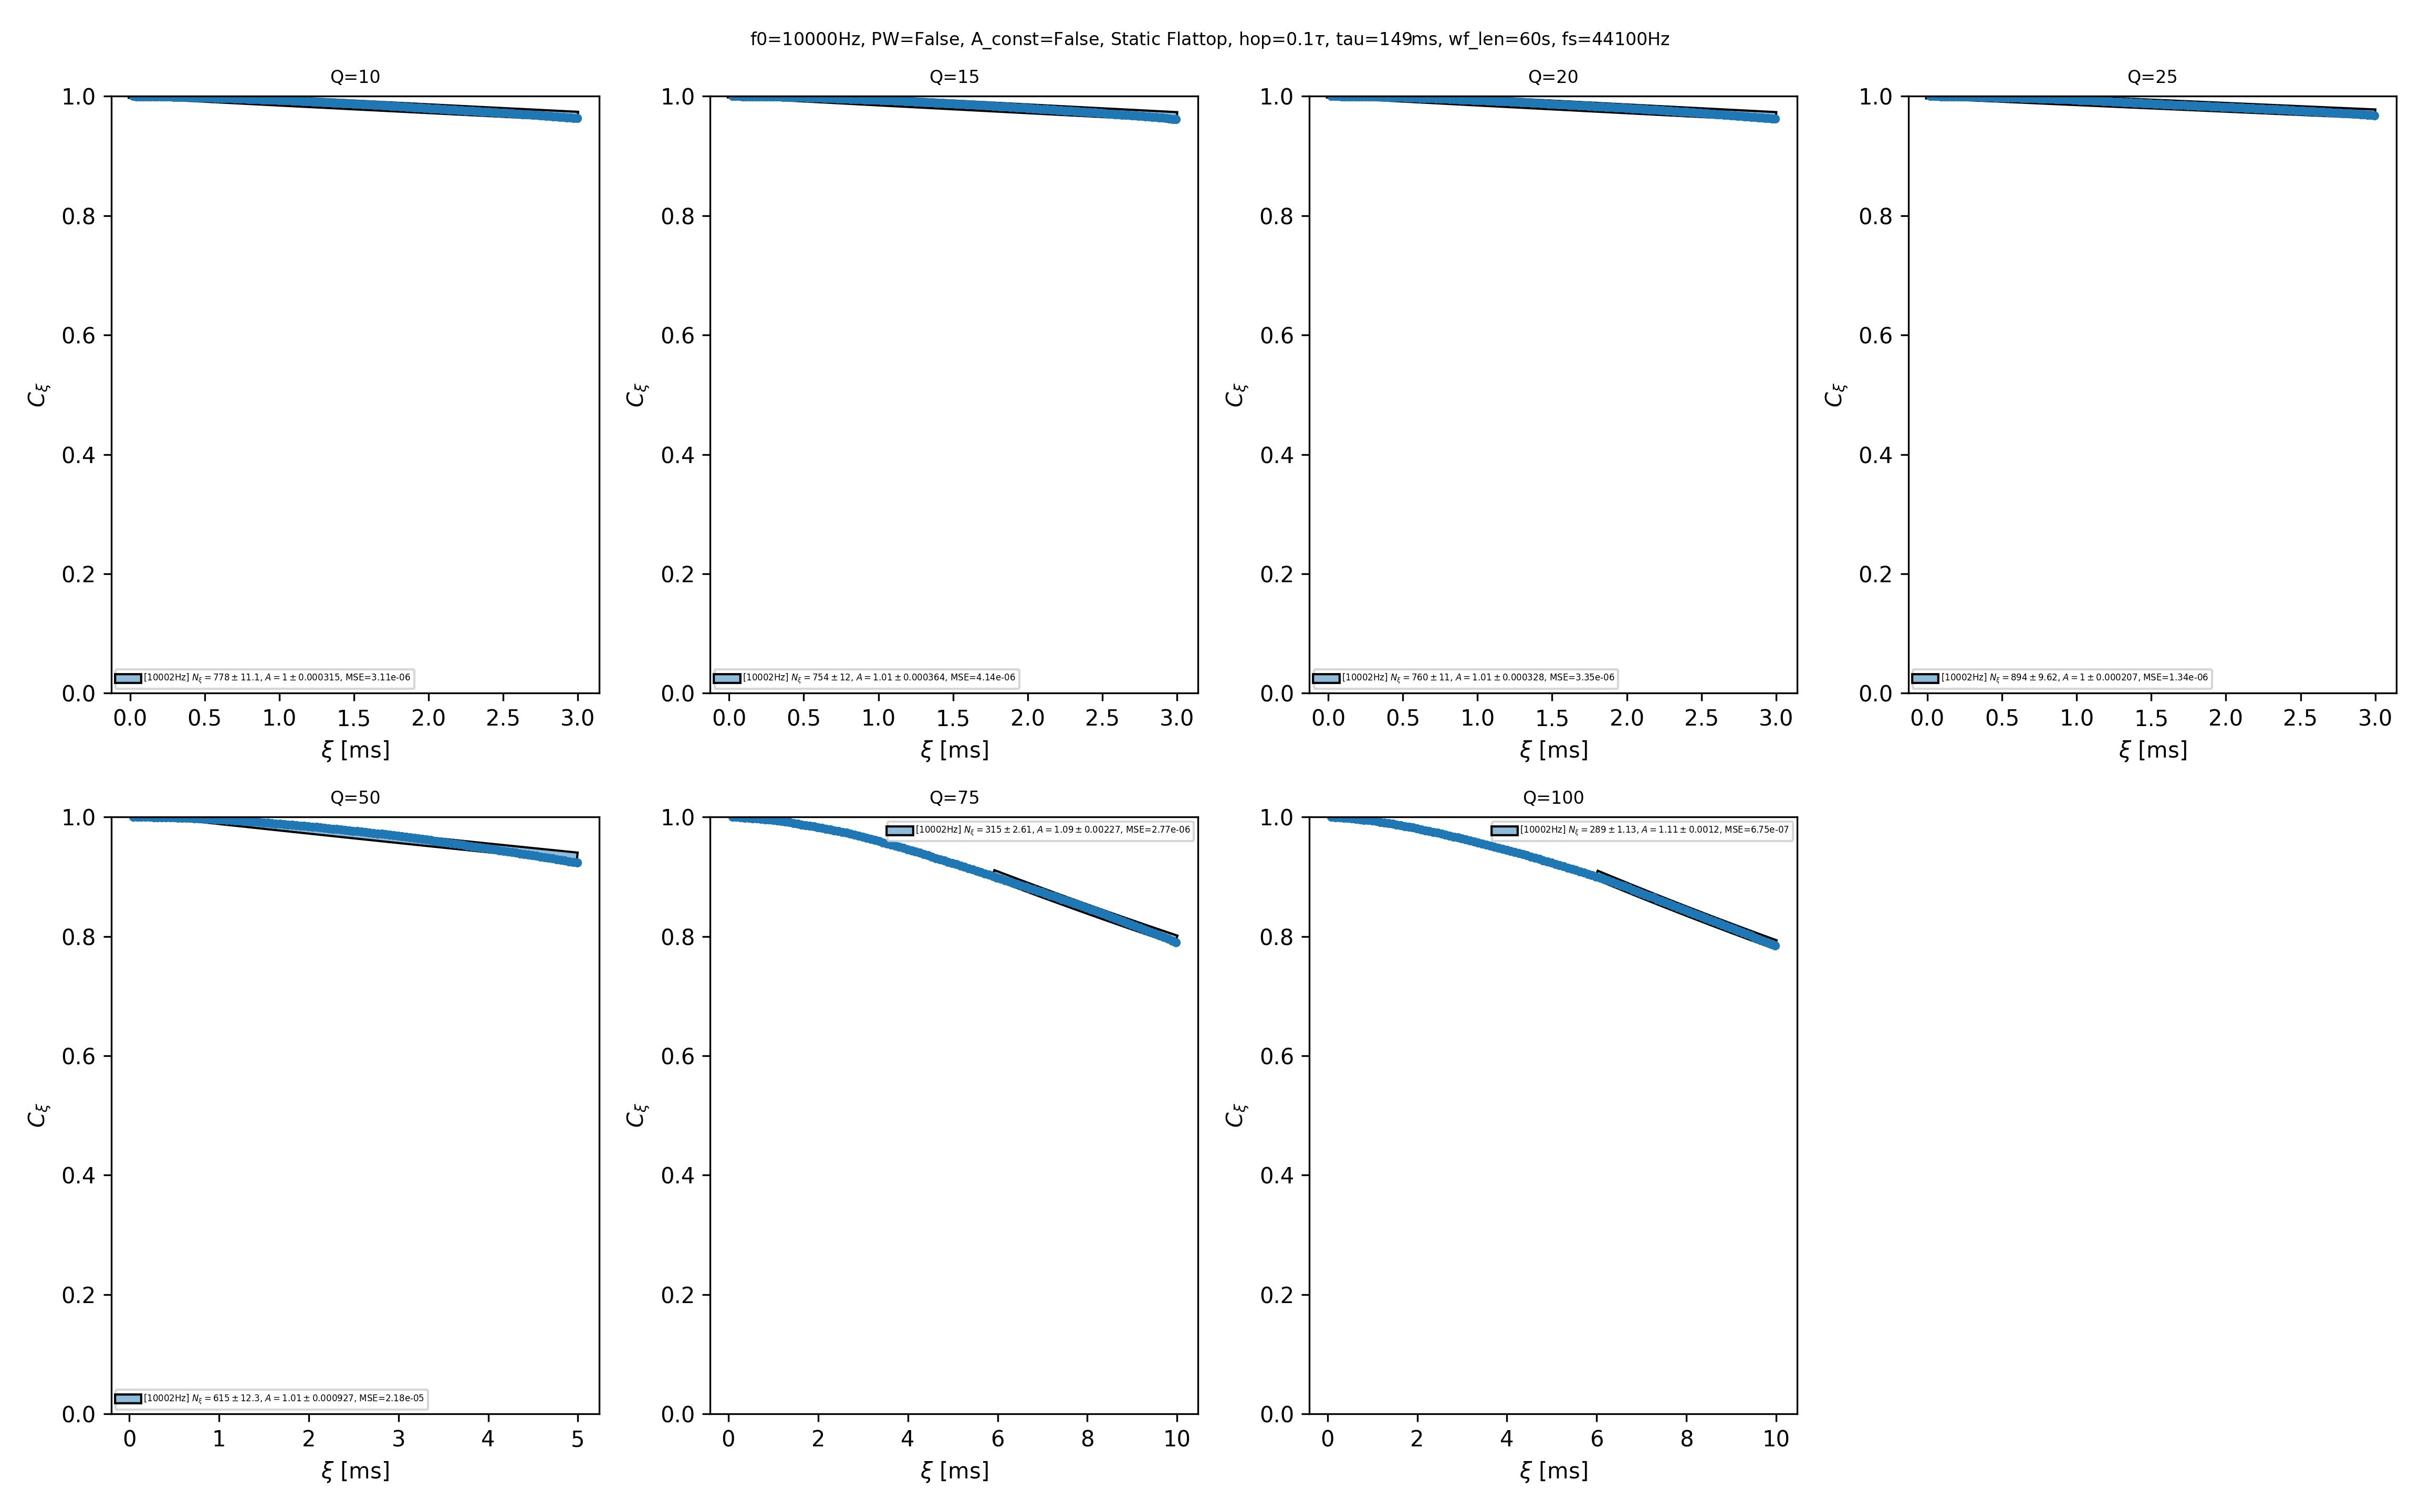 f0=10000Hz, PW=False, A_const=False, Static Flattop, hop=0.1τ, tau=149ms, wf_len=60s, fs=44100Hz
Q=10
1.0
0.8
0.6
0.4
0.2
0.0
C_ξ
[10002Hz] N_ξ = 778 ± 11.1, A = 1 ± 0.000315, MSE=3.11e-06
0.0 0.5 1.0 1.5 2.0 2.5 3.0
ξ [ms]
Q=15
1.0
0.8
0.6
0.4
0.2
0.0
C_ξ
[10002Hz] N_ξ = 754 ± 12, A = 1.01 ± 0.000364, MSE=4.14e-06
0.0 0.5 1.0 1.5 2.0 2.5 3.0
ξ [ms]
Q=20
1.0
0.8
0.6
0.4
0.2
0.0
C_ξ
[10002Hz] N_ξ = 760 ± 11, A = 1.01 ± 0.000328, MSE=3.35e-06
0.0 0.5 1.0 1.5 2.0 2.5 3.0
ξ [ms]
Q=25
1.0
0.8
0.6
0.4
0.2
0.0
C_ξ
[10002Hz] N_ξ = 894 ± 9.62, A = 1 ± 0.000207, MSE=1.34e-06
0.0 0.5 1.0 1.5 2.0 2.5 3.0
ξ [ms]
Q=50
1.0
0.8
0.6
0.4
0.2
0.0
C_ξ
[10002Hz] N_ξ = 615 ± 12.3, A = 1.01 ± 0.000927, MSE=2.18e-05
0 1 2 3 4 5
ξ [ms]
Q=75
[10002Hz] N_ξ = 315 ± 2.61, A = 1.09 ± 0.00227, MSE=2.77e-06
1.0
0.8
0.6
0.4
0.2
0.0
C_ξ
0 2 4 6 8 10
ξ [ms]
Q=100
[10002Hz] N_ξ = 289 ± 1.13, A = 1.11 ± 0.0012, MSE=6.75e-07
1.0
0.8
0.6
0.4
0.2
0.0
C_ξ
0 2 4 6 8 10
ξ [ms]